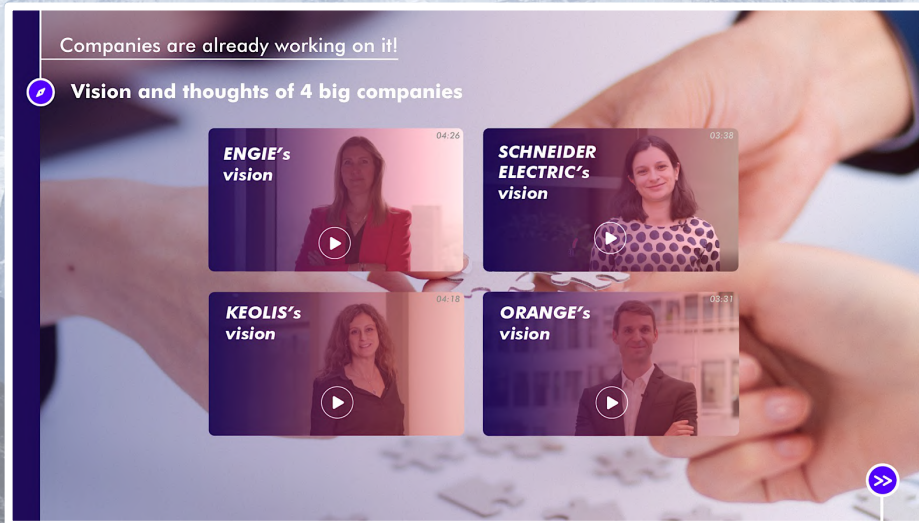 Companies are already working on it!
Vision and thoughts of 4 big companies
04:26
ENGIE's
vision
03:38
SCHNEIDER
ELECTRIC's
vision
04:18
KEOLIS's
vision
03:31
ORANGE's
vision